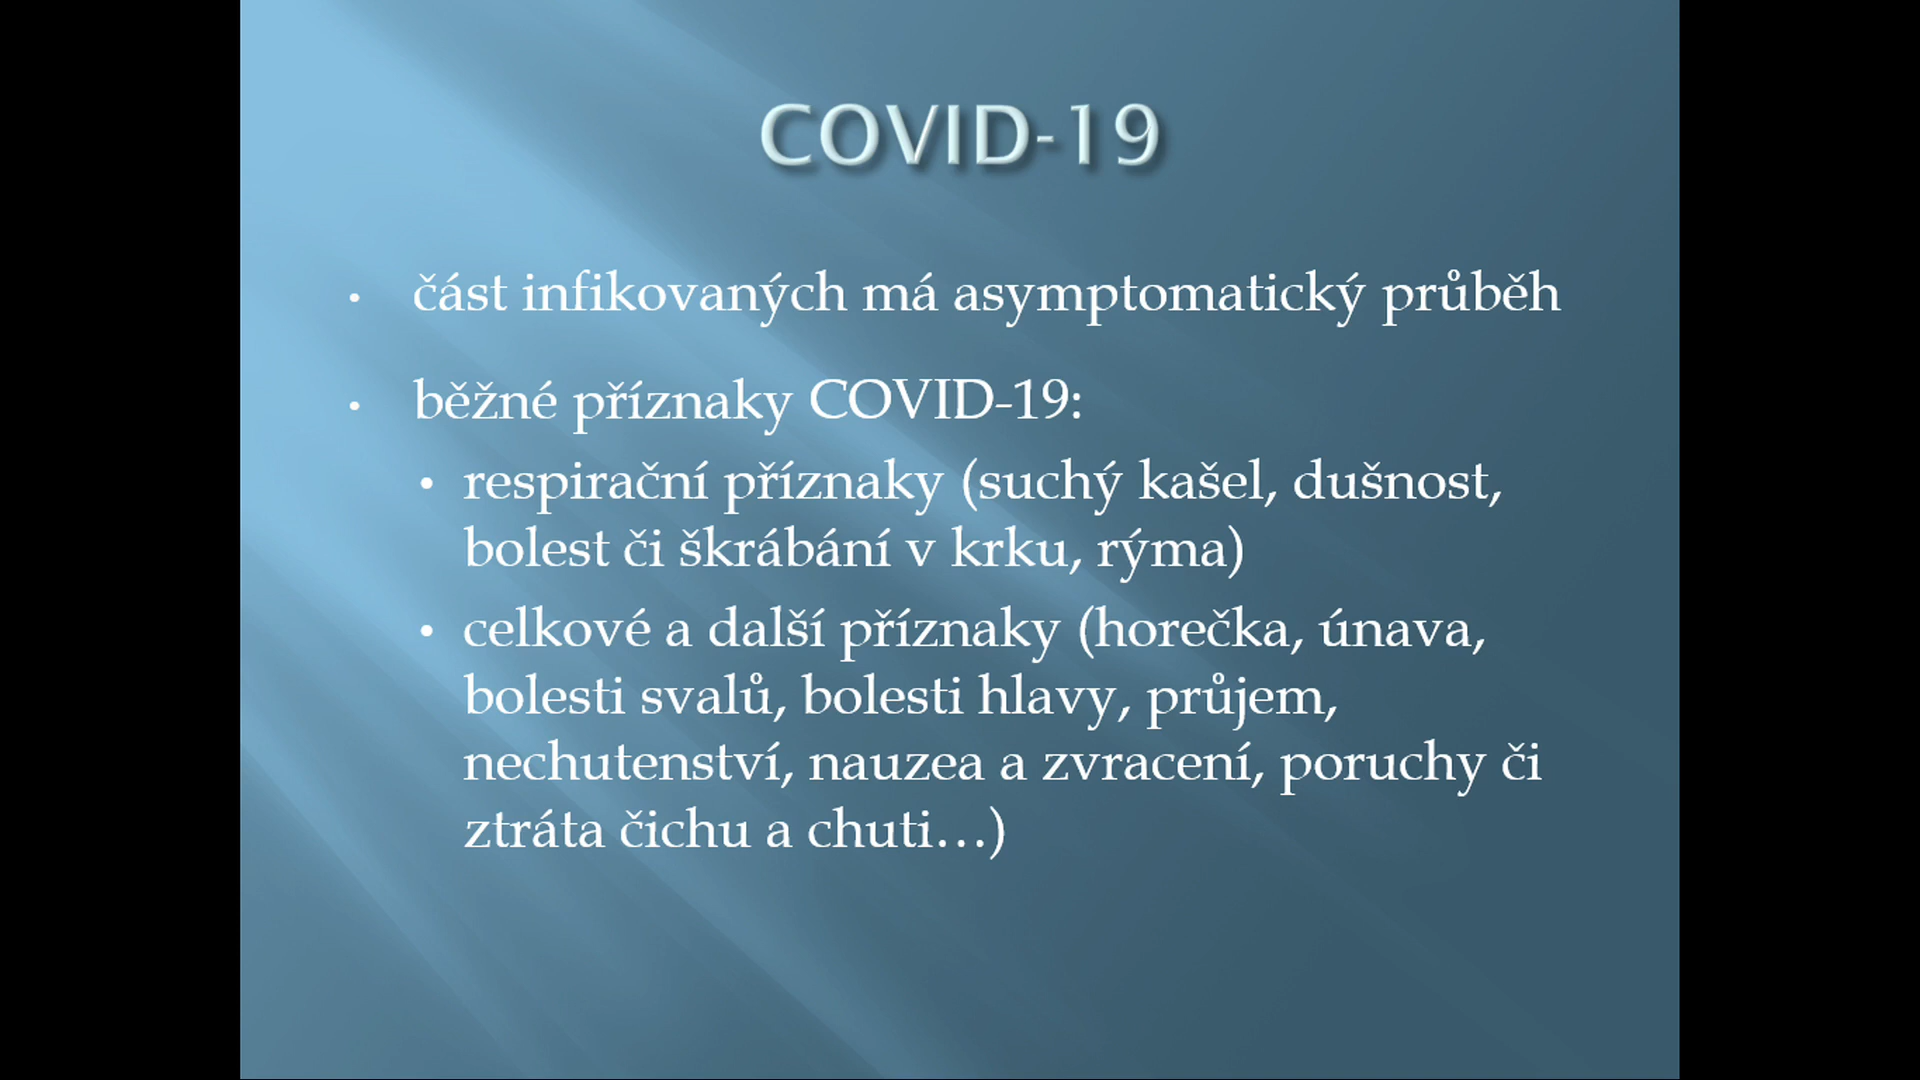 COVID-19
• část infikovaných má asymptomatický průběh
• běžné příznaky COVID-19:
• respirační příznaky (suchý kašel, dušnost,
bolest či škrábání v krku, rýma)
• celkové a další příznaky (horečka, únava,
bolesti svalů, bolesti hlavy, průjem,
nechutenství, nauzea a zvracení, poruchy či
ztráta čichu a chuti…)